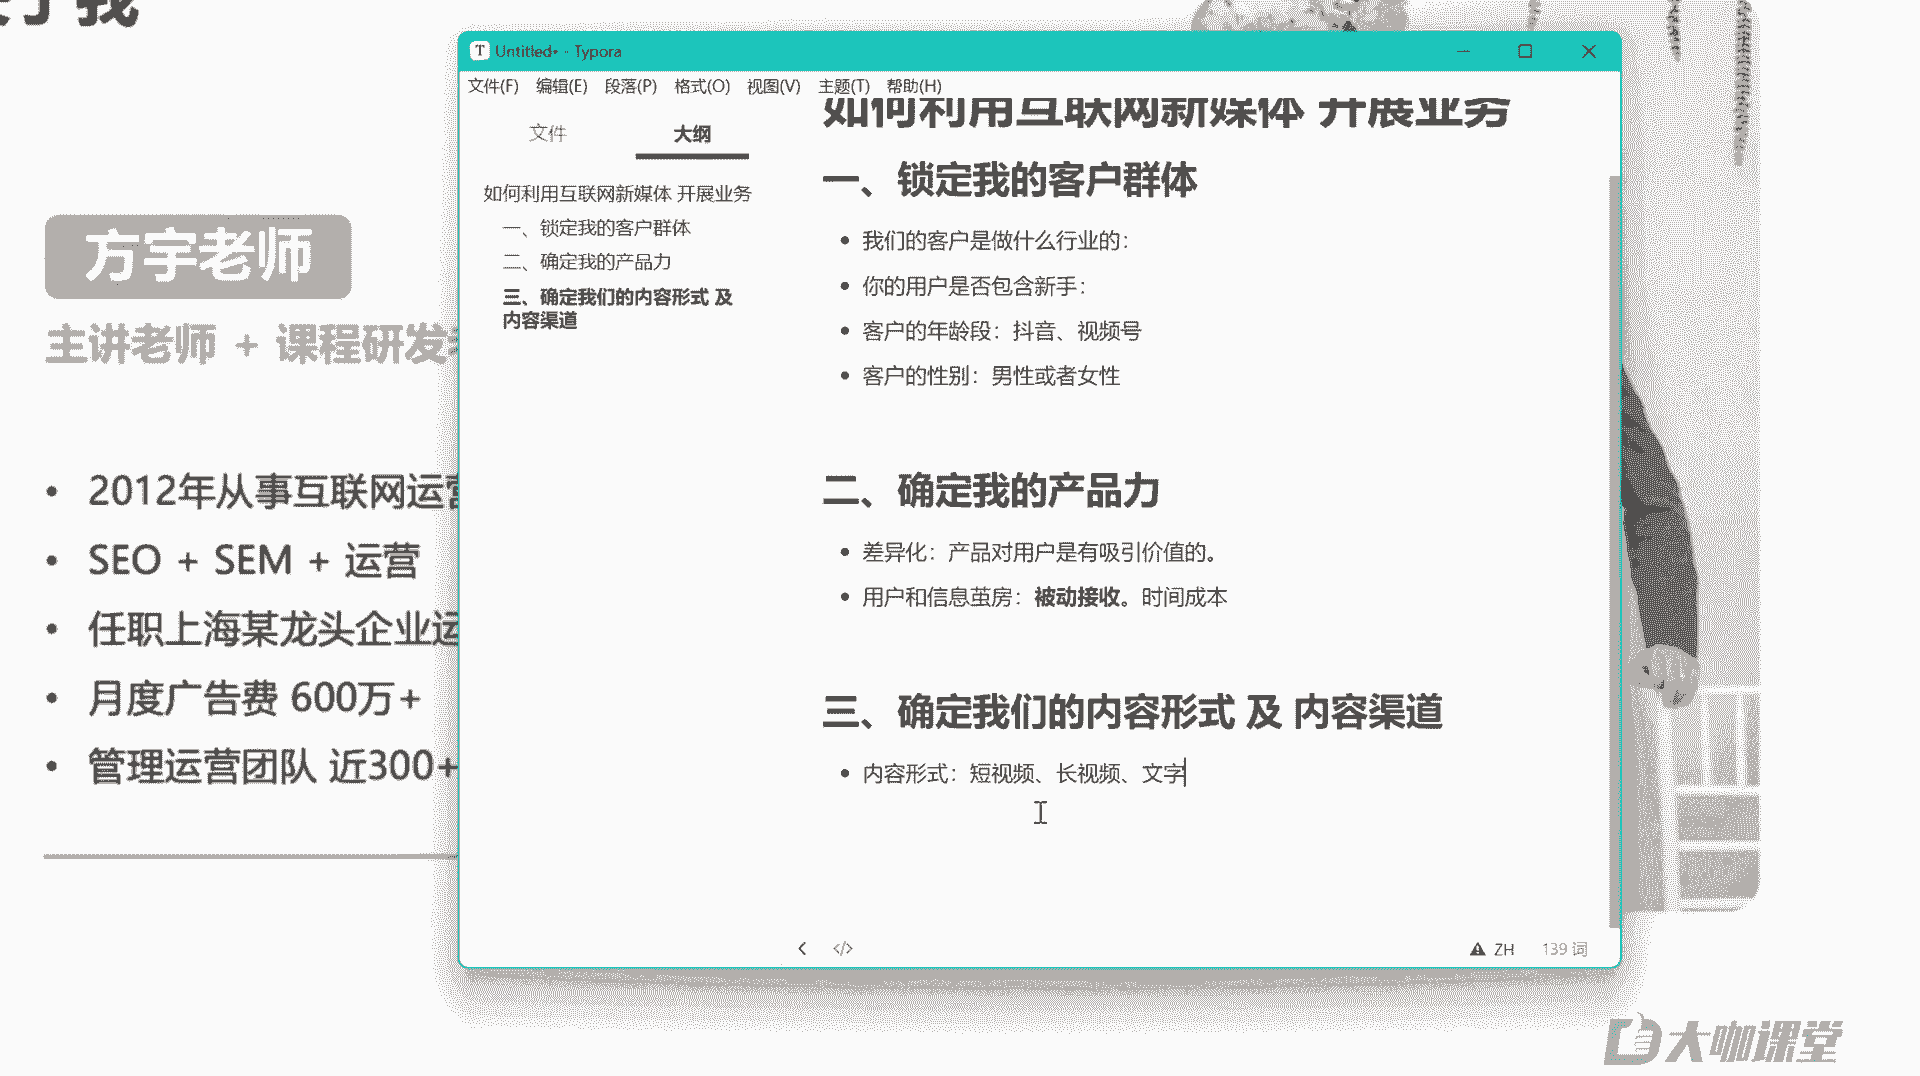 我
方宇老师
主讲老师 + 课程研发
2012年从事互联网运营
SEO + SEM + 运营
任职上海某龙头企业运
月度广告费 600万+
管理运营团队 近300+
T Untitled• - Typora
文件(F) 编辑(E) 段落(P) 格式(O) 视图(V) 主题(T) 帮助(H)
文件 大纲
如何利用互联网新媒体 开展业务
一、锁定我的客户群体
二、确定我的产品力
三、确定我们的内容形式 及
内容渠道
如何利用互联网新媒体 开展业务
一、锁定我的客户群体
我们的客户是做什么行业的：
你的用户是否包含新手：
客户的年龄段：抖音、视频号
客户的性别：男性或者女性
二、确定我的产品力
差异化：产品对用户是有吸引价值的。
用户和信息茧房：被动接收。时间成本
三、确定我们的内容形式 及 内容渠道
内容形式：短视频、长视频、文字
ZH 139 词
大咖课堂